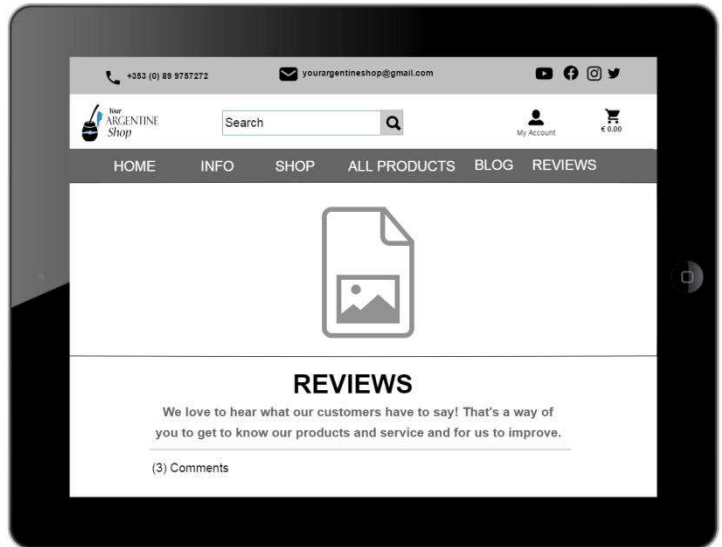 +353 (0) 89 9757272
yourargentineshop@gmail.com
Your
ARGENTINE
Shop
Search
My Account
€ 0.00
HOME INFO SHOP ALL PRODUCTS BLOG REVIEWS
REVIEWS
We love to hear what our customers have to say! That's a way of
you to get to know our products and service and for us to improve.
(3) Comments